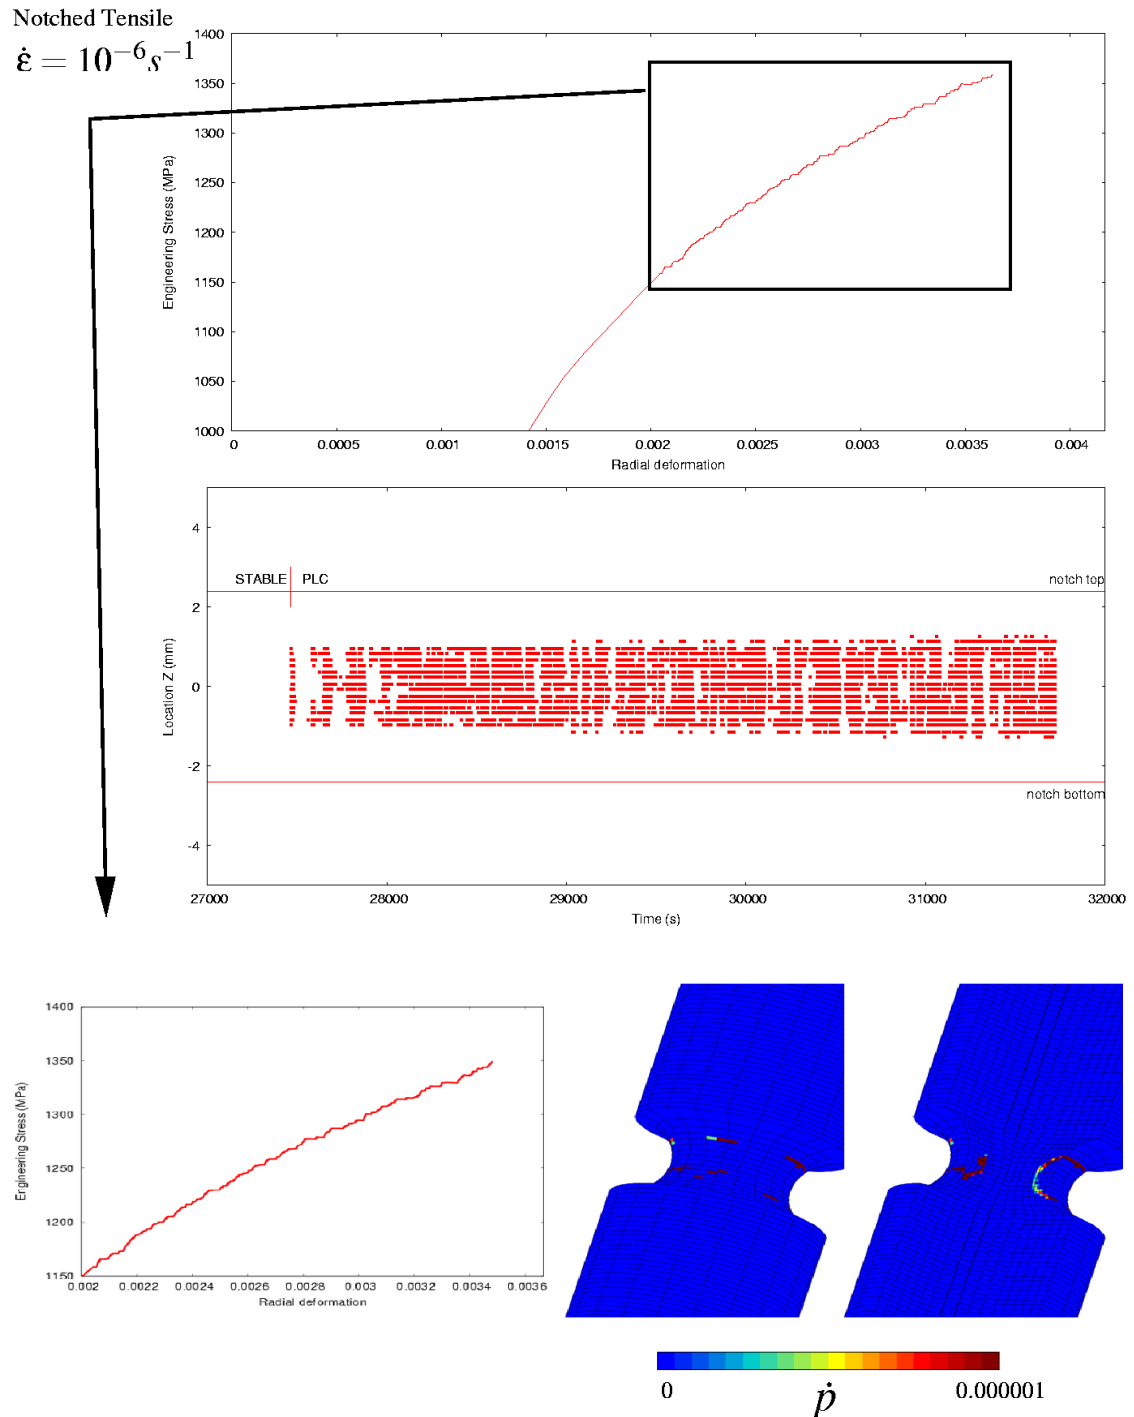 Notched Tensile
ε̇ = 10⁻⁶s⁻¹
1400
1350
1300
1250
1200
1150
1100
1050
1000
Engineering Stress (MPa)
0 0.0005 0.001 0.0015 0.002 0.0025 0.003 0.0035 0.004
Radial deformation
4
2
0
-2
-4
Location Z (mm)
STABLE PLC
notch top
notch bottom
27000 28000 29000 30000 31000 32000
Time (s)
1400
1350
1300
1250
1200
1150
Engineering Stress (MPa)
0.002 0.0022 0.0024 0.0026 0.0028 0.003 0.0032 0.0034 0.0036
Radial deformation
0 ṗ 0.000001